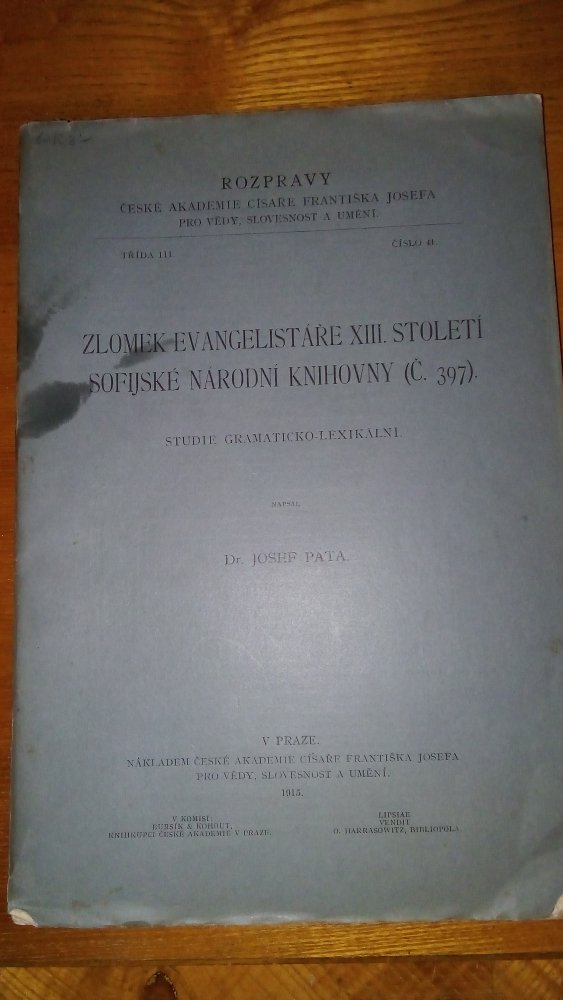 ROZPRAVY
ČESKÉ AKADEMIE CÍSAŘE FRANTIŠKA JOSEFA
PRO VĚDY, SLOVESNOST A UMĚNÍ.
TŘÍDA III
ČÍSLO 41.
ZLOMEK EVANGELISTÁŘE XIII. STOLETÍ
SOFIJSKÉ NÁRODNÍ KNIHOVNY (Č. 397).
STUDIE GRAMATICKO-LEXIKÁLNÍ.
NAPSAL
Dr. JOSEF PATA.
V PRAZE.
NÁKLADEM ČESKÉ AKADEMIE CÍSAŘE FRANTIŠKA JOSEFA
PRO VĚDY, SLOVESNOST A UMĚNÍ.
1915.
V KOMISI
BURSÍK & KOHOUT,
KNIHKUPCI ČESKÉ AKADEMIE V PRAZE.
LIPSIAE
VENDIT
O. HARRASOWITZ, BIBLIOPOLA